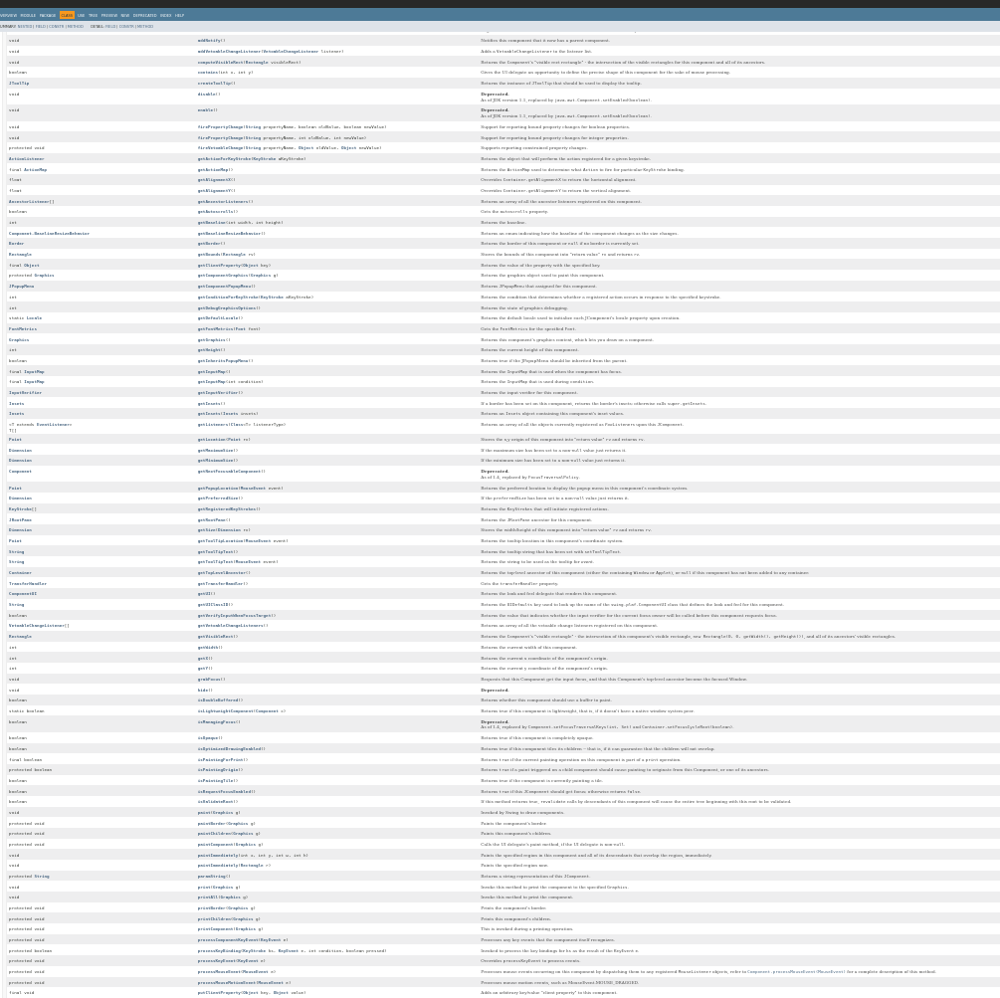 OVERVIEW MODULE PACKAGE CLASS USE TREE PREVIEW NEW DEPRECATED INDEX HELP
SUMMARY: NESTED | FIELD | CONSTR | METHOD DETAIL: FIELD | CONSTR | METHOD
void addNotify() Notifies this component that it now has a parent component.
void addVetoableChangeListener(VetoableChangeListener listener) Adds a VetoableChangeListener to the listener list.
void computeVisibleRect(Rectangle visibleRect) Returns the Component's "visible rect rectangle" - the intersection of the visible rectangles for this component and all of its ancestors.
boolean contains(int x, int y) Gives the UI delegate an opportunity to define the precise shape of this component for the sake of mouse processing.
JToolTip createToolTip() Returns the instance of JToolTip that should be used to display the tooltip.
void disable() Deprecated.
As of JDK version 1.1, replaced by java.awt.Component.setEnabled(boolean).
void enable() Deprecated.
As of JDK version 1.1, replaced by java.awt.Component.setEnabled(boolean).
void firePropertyChange(String propertyName, boolean oldValue, boolean newValue) Support for reporting bound property changes for boolean properties.
void firePropertyChange(String propertyName, int oldValue, int newValue) Support for reporting bound property changes for integer properties.
protected void fireVetoableChange(String propertyName, Object oldValue, Object newValue) Supports reporting constrained property changes.
ActionListener getActionForKeyStroke(KeyStroke aKeyStroke) Returns the object that will perform the action registered for a given keystroke.
final ActionMap getActionMap() Returns the ActionMap used to determine what Action to fire for particular KeyStroke binding.
float getAlignmentX() Overrides Container.getAlignmentX to return the horizontal alignment.
float getAlignmentY() Overrides Container.getAlignmentY to return the vertical alignment.
AncestorListener[] getAncestorListeners() Returns an array of all the ancestor listeners registered on this component.
boolean getAutoscrolls() Gets the autoscrolls property.
int getBaseline(int width, int height) Returns the baseline.
Component.BaselineResizeBehavior getBaselineResizeBehavior() Returns an enum indicating how the baseline of the component changes as the size changes.
Border getBorder() Returns the border of this component or null if no border is currently set.
Rectangle getBounds(Rectangle rv) Stores the bounds of this component into "return value" rv and returns rv.
final Object getClientProperty(Object key) Returns the value of the property with the specified key.
protected Graphics getComponentGraphics(Graphics g) Returns the graphics object used to paint this component.
JPopupMenu getComponentPopupMenu() Returns JPopupMenu that assigned for this component.
int getConditionForKeyStroke(KeyStroke aKeyStroke) Returns the condition that determines whether a registered action occurs in response to the specified keystroke.
int getDebugGraphicsOptions() Returns the state of graphics debugging.
static Locale getDefaultLocale() Returns the default locale used to initialize each JComponent's locale property upon creation.
FontMetrics getFontMetrics(Font font) Gets the FontMetrics for the specified Font.
Graphics getGraphics() Returns this component's graphics context, which lets you draw on a component.
int getHeight() Returns the current height of this component.
boolean getInheritsPopupMenu() Returns true if the JPopupMenu should be inherited from the parent.
final InputMap getInputMap() Returns the InputMap that is used when the component has focus.
final InputMap getInputMap(int condition) Returns the InputMap that is used during condition.
InputVerifier getInputVerifier() Returns the input verifier for this component.
Insets getInsets() If a border has been set on this component, returns the border's insets; otherwise calls super.getInsets.
Insets getInsets(Insets insets) Returns an Insets object containing this component's inset values.
<T extends EventListener> getListeners(Class<T> listenerType) Returns an array of all the objects currently registered as FooListeners upon this JComponent.
T[]
Point getLocation(Point rv) Stores the x,y origin of this component into "return value" rv and returns rv.
Dimension getMaximumSize() If the maximum size has been set to a non-null value just returns it.
Dimension getMinimumSize() If the minimum size has been set to a non-null value just returns it.
Component getNextFocusableComponent() Deprecated.
As of 1.4, replaced by FocusTraversalPolicy.
Point getPopupLocation(MouseEvent event) Returns the preferred location to display the popup menu in this component's coordinate system.
Dimension getPreferredSize() If the preferredSize has been set to a non-null value just returns it.
KeyStroke[] getRegisteredKeyStrokes() Returns the KeyStrokes that will initiate registered actions.
JRootPane getRootPane() Returns the JRootPane ancestor for this component.
Dimension getSize(Dimension rv) Stores the width/height of this component into "return value" rv and returns rv.
Point getToolTipLocation(MouseEvent event) Returns the tooltip location in this component's coordinate system.
String getToolTipText() Returns the tooltip string that has been set with setToolTipText.
String getToolTipText(MouseEvent event) Returns the string to be used as the tooltip for event.
Container getTopLevelAncestor() Returns the top-level ancestor of this component (either the containing Window or Applet), or null if this component has not been added to any container.
TransferHandler getTransferHandler() Gets the transferHandler property.
ComponentUI getUI() Returns the look and feel delegate that renders this component.
String getUIClassID() Returns the UIDefaults key used to look up the name of the swing.plaf.ComponentUI class that defines the look and feel for this component.
boolean getVerifyInputWhenFocusTarget() Returns the value that indicates whether the input verifier for the current focus owner will be called before this component requests focus.
VetoableChangeListener[] getVetoableChangeListeners() Returns an array of all the vetoable change listeners registered on this component.
Rectangle getVisibleRect() Returns the Component's "visible rectangle" - the intersection of this component's visible rectangle, new Rectangle(0, 0, getWidth(), getHeight()), and all of its ancestors' visible rectangles.
int getWidth() Returns the current width of this component.
int getX() Returns the current x coordinate of the component's origin.
int getY() Returns the current y coordinate of the component's origin.
void grabFocus() Requests that this Component get the input focus, and that this Component's top-level ancestor become the focused Window.
void hide() Deprecated.
boolean isDoubleBuffered() Returns whether this component should use a buffer to paint.
static boolean isLightweightComponent(Component c) Returns true if this component is lightweight, that is, if it doesn't have a native window system peer.
boolean isManagingFocus() Deprecated.
As of 1.4, replaced by Component.setFocusTraversalKeys(int, Set) and Container.setFocusCycleRoot(boolean).
boolean isOpaque() Returns true if this component is completely opaque.
boolean isOptimizedDrawingEnabled() Returns true if this component tiles its children -- that is, if it can guarantee that the children will not overlap.
final boolean isPaintingForPrint() Returns true if the current painting operation on this component is part of a print operation.
protected boolean isPaintingOrigin() Returns true if a paint triggered on a child component should cause painting to originate from this Component, or one of its ancestors.
boolean isPaintingTile() Returns true if the component is currently painting a tile.
boolean isRequestFocusEnabled() Returns true if this JComponent should get focus; otherwise returns false.
boolean isValidateRoot() If this method returns true, revalidate calls by descendants of this component will cause the entire tree beginning with this root to be validated.
void paint(Graphics g) Invoked by Swing to draw components.
protected void paintBorder(Graphics g) Paints the component's border.
protected void paintChildren(Graphics g) Paints this component's children.
protected void paintComponent(Graphics g) Calls the UI delegate's paint method, if the UI delegate is non-null.
void paintImmediately(int x, int y, int w, int h) Paints the specified region in this component and all of its descendants that overlap the region, immediately.
void paintImmediately(Rectangle r) Paints the specified region now.
protected String paramString() Returns a string representation of this JComponent.
void print(Graphics g) Invoke this method to print the component to the specified Graphics.
void printAll(Graphics g) Invoke this method to print the component.
protected void printBorder(Graphics g) Prints the component's border.
protected void printChildren(Graphics g) Prints this component's children.
protected void printComponent(Graphics g) This is invoked during a printing operation.
protected void processComponentKeyEvent(KeyEvent e) Processes any key events that the component itself recognizes.
protected boolean processKeyBinding(KeyStroke ks, KeyEvent e, int condition, boolean pressed) Invoked to process the key bindings for ks as the result of the KeyEvent e.
protected void processKeyEvent(KeyEvent e) Overrides processKeyEvent to process events.
protected void processMouseEvent(MouseEvent e) Processes mouse events occurring on this component by dispatching them to any registered MouseListener objects, refer to Component.processMouseEvent(MouseEvent) for a complete description of this method.
protected void processMouseMotionEvent(MouseEvent e) Processes mouse motion events, such as MouseEvent.MOUSE_DRAGGED.
final void putClientProperty(Object key, Object value) Adds an arbitrary key/value "client property" to this component.